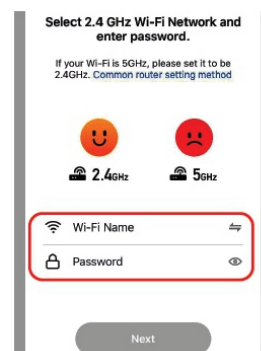 Select 2.4 GHz Wi-Fi Network and
enter password.
If your Wi-Fi is 5GHz, please set it to be
2.4GHz. Common router setting method
2.4GHz 5GHz
Wi-Fi Name
Password
Next